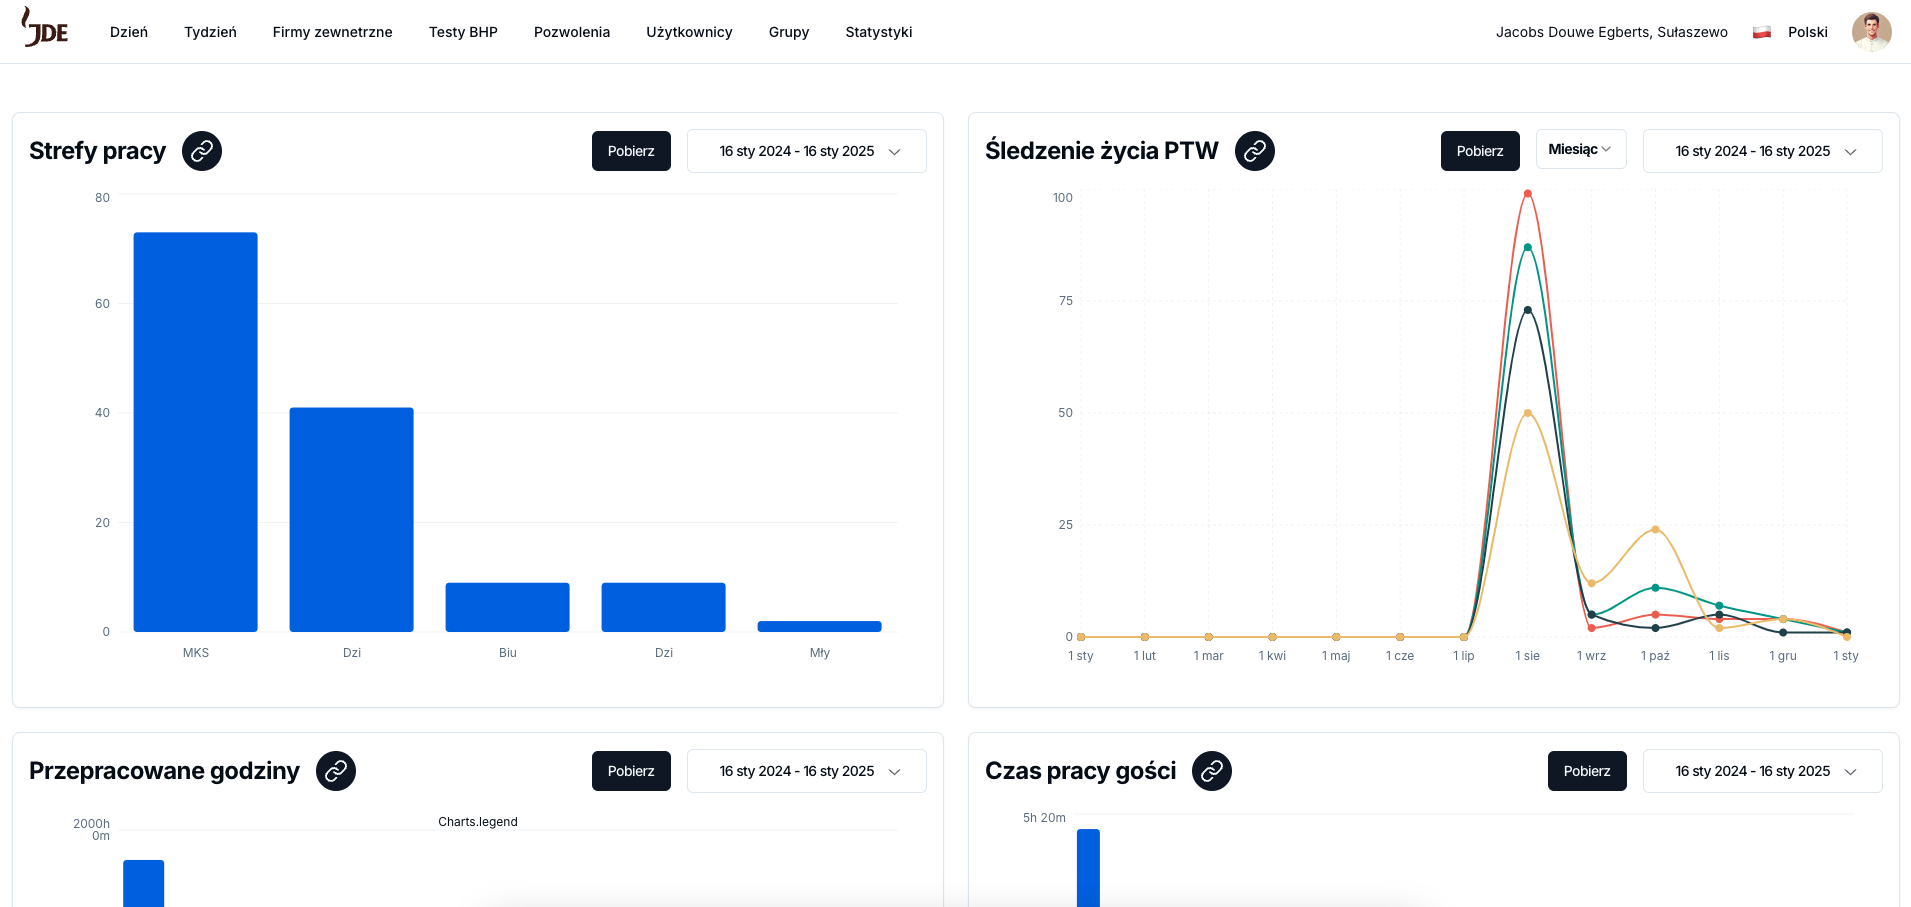 JDE
Dzień Tydzień Firmy zewnetrzne Testy BHP Pozwolenia Użytkownicy Grupy Statystyki Jacobs Douwe Egberts, Sułaszewo Polski
Strefy pracy Pobierz 16 sty 2024 - 16 sty 2025
80
60
40
20
0
MKS Dzi Biu Dzi Mły
Śledzenie życia PTW Pobierz Miesiąc 16 sty 2024 - 16 sty 2025
100
75
50
25
0
1 sty 1 lut 1 mar 1 kwi 1 maj 1 cze 1 lip 1 sie 1 wrz 1 paź 1 lis 1 gru 1 sty
Przepracowane godziny Pobierz 16 sty 2024 - 16 sty 2025
Charts.legend
2000h
0m
Czas pracy gości Pobierz 16 sty 2024 - 16 sty 2025
5h 20m